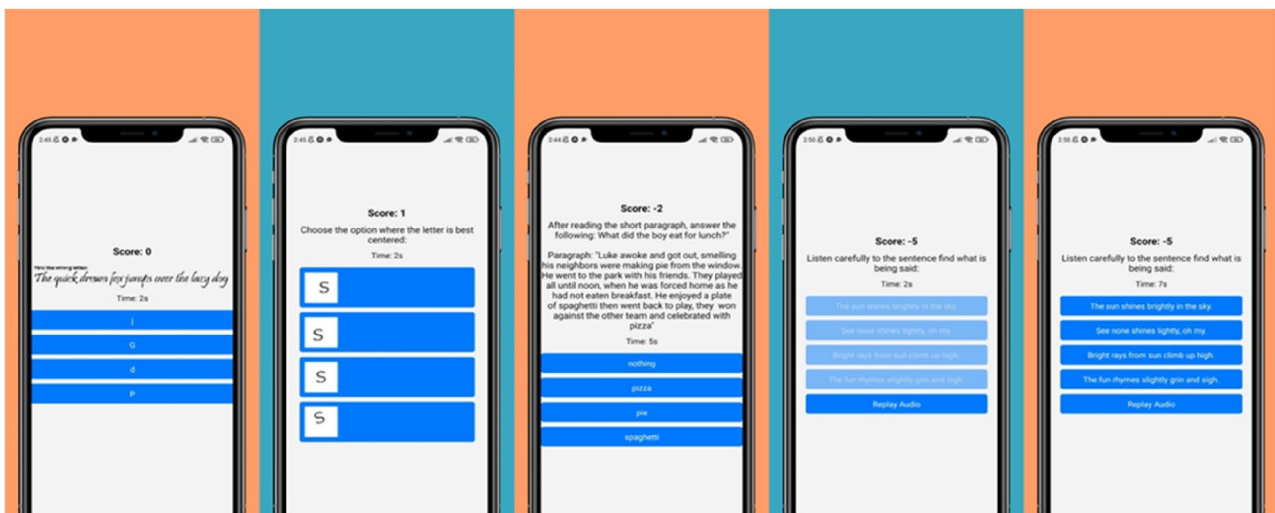 2:45
Score: 0
Find the wrong letter:
The quick drown fox jumps over the lazy dog
Time: 2s
j
G
d
P
2:45
Score: 1
Choose the option where the letter is best
centered:
Time: 2s
S
S
S
S
2:44
Score: -2
After reading the short paragraph, answer the
following: What did the boy eat for lunch?"
Paragraph: "Luke awoke and got out, smelling
his neighbors were making pie from the window.
He went to the park with his friends. They played
all until noon, when he was forced home as he
had not eaten breakfast. He enjoyed a plate
of spaghetti then went back to play, they won
against the other team and celebrated with
pizza"
Time: 5s
nothing
pizza
pie
spaghetti
3:50
Score: -5
Listen carefully to the sentence find what is
being said:
Time: 2s
The sun shines brightly in the sky.
See none shines lightly, oh my
Bright rays from sun climb up high.
The fun rhymes slightly grin and sigh.
Replay Audio
3:50
Score: -5
Listen carefully to the sentence find what is
being said:
Time: 7s
The sun shines brightly in the sky.
See none shines lightly, oh my
Bright rays from sun climb up high.
The fun rhymes slightly grin and sigh.
Replay Audio